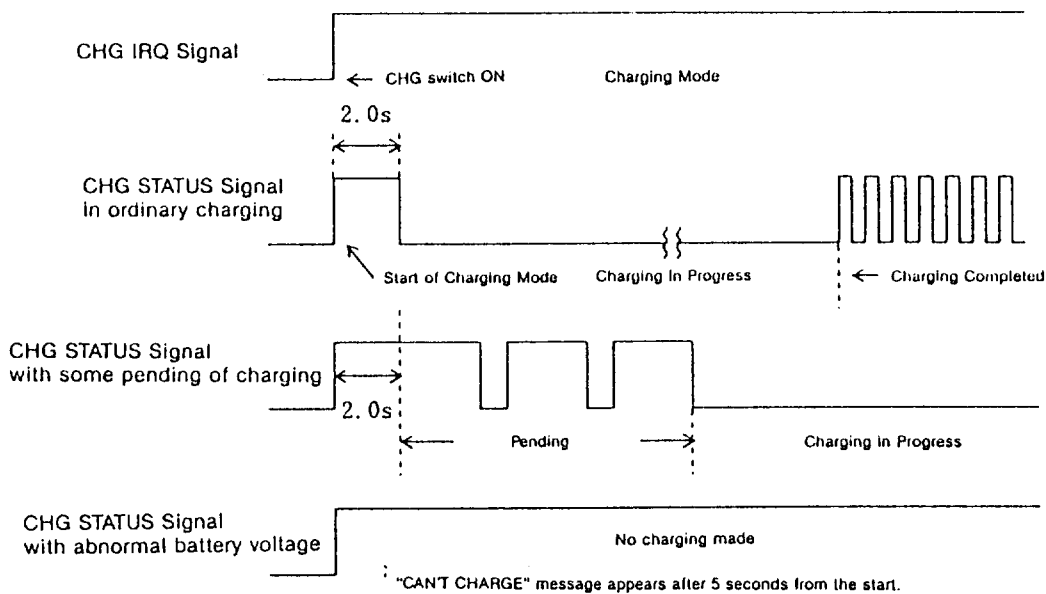 CHG IRQ Signal
← CHG switch ON
Charging Mode
2.0s
CHG STATUS Signal
in ordinary charging
Start of Charging Mode
Charging In Progress
← Charging Completed
CHG STATUS Signal
with some pending of charging
2.0s
Pending
Charging in Progress
CHG STATUS Signal
with abnormal battery voltage
No charging made
"CAN'T CHARGE" message appears after 5 seconds from the start.